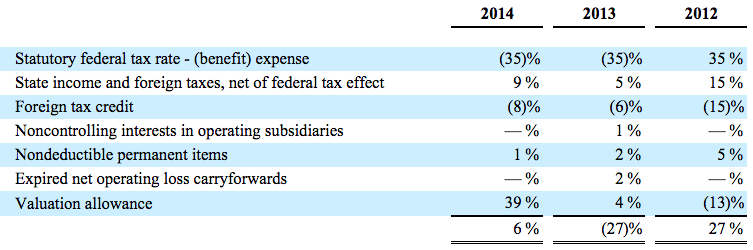 2014 2013 2012
Statutory federal tax rate - (benefit) expense (35)% (35)% 35 %
State income and foreign taxes, net of federal tax effect 9 % 5 % 15 %
Foreign tax credit (8)% (6)% (15)%
Noncontrolling interests in operating subsidiaries — % 1 % — %
Nondeductible permanent items 1 % 2 % 5 %
Expired net operating loss carryforwards — % 2 % — %
Valuation allowance 39 % 4 % (13)%
6 % (27)% 27 %